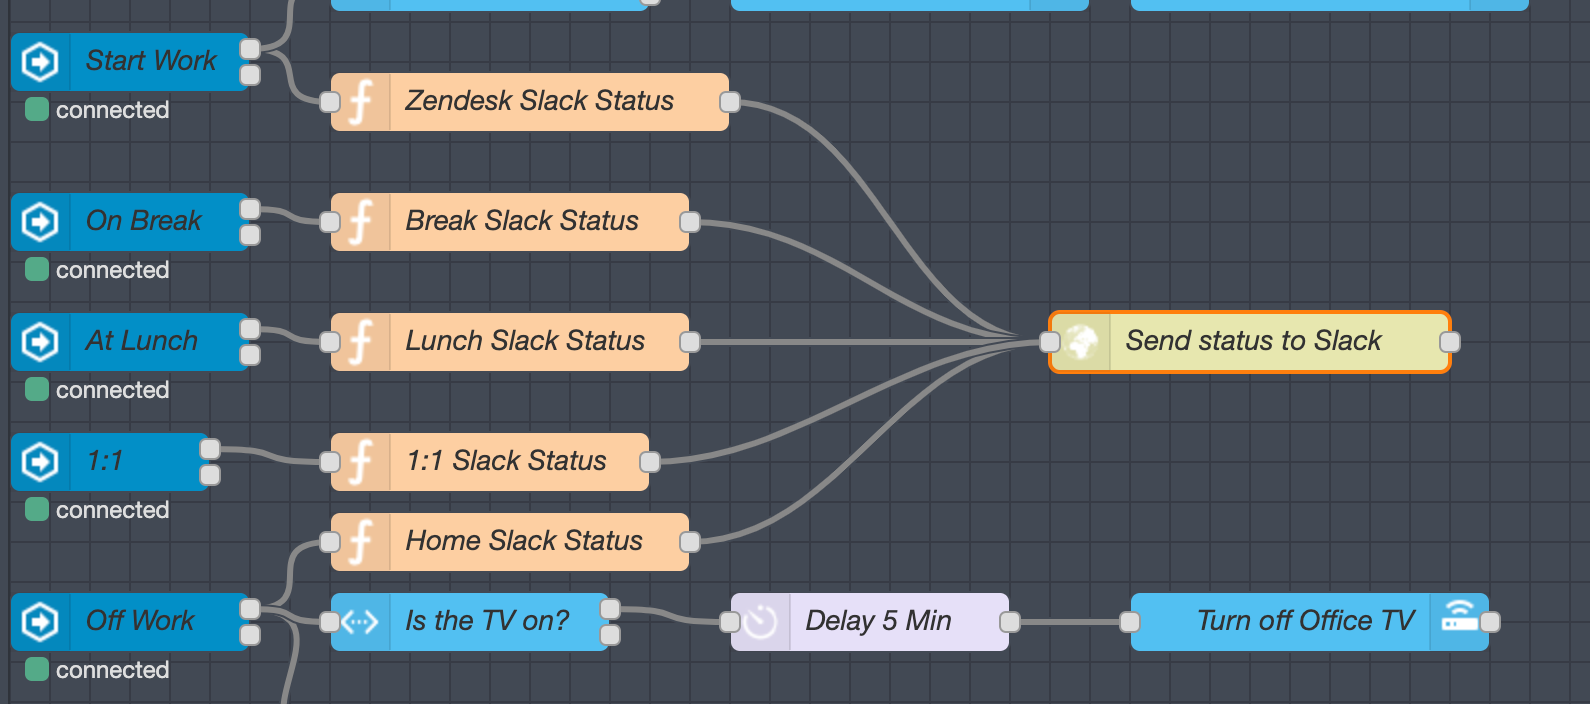 Start Work
connected
Zendesk Slack Status
On Break
connected
Break Slack Status
At Lunch
connected
Lunch Slack Status
Send status to Slack
1:1
connected
1:1 Slack Status
Home Slack Status
Off Work
connected
Is the TV on?
Delay 5 Min
Turn off Office TV